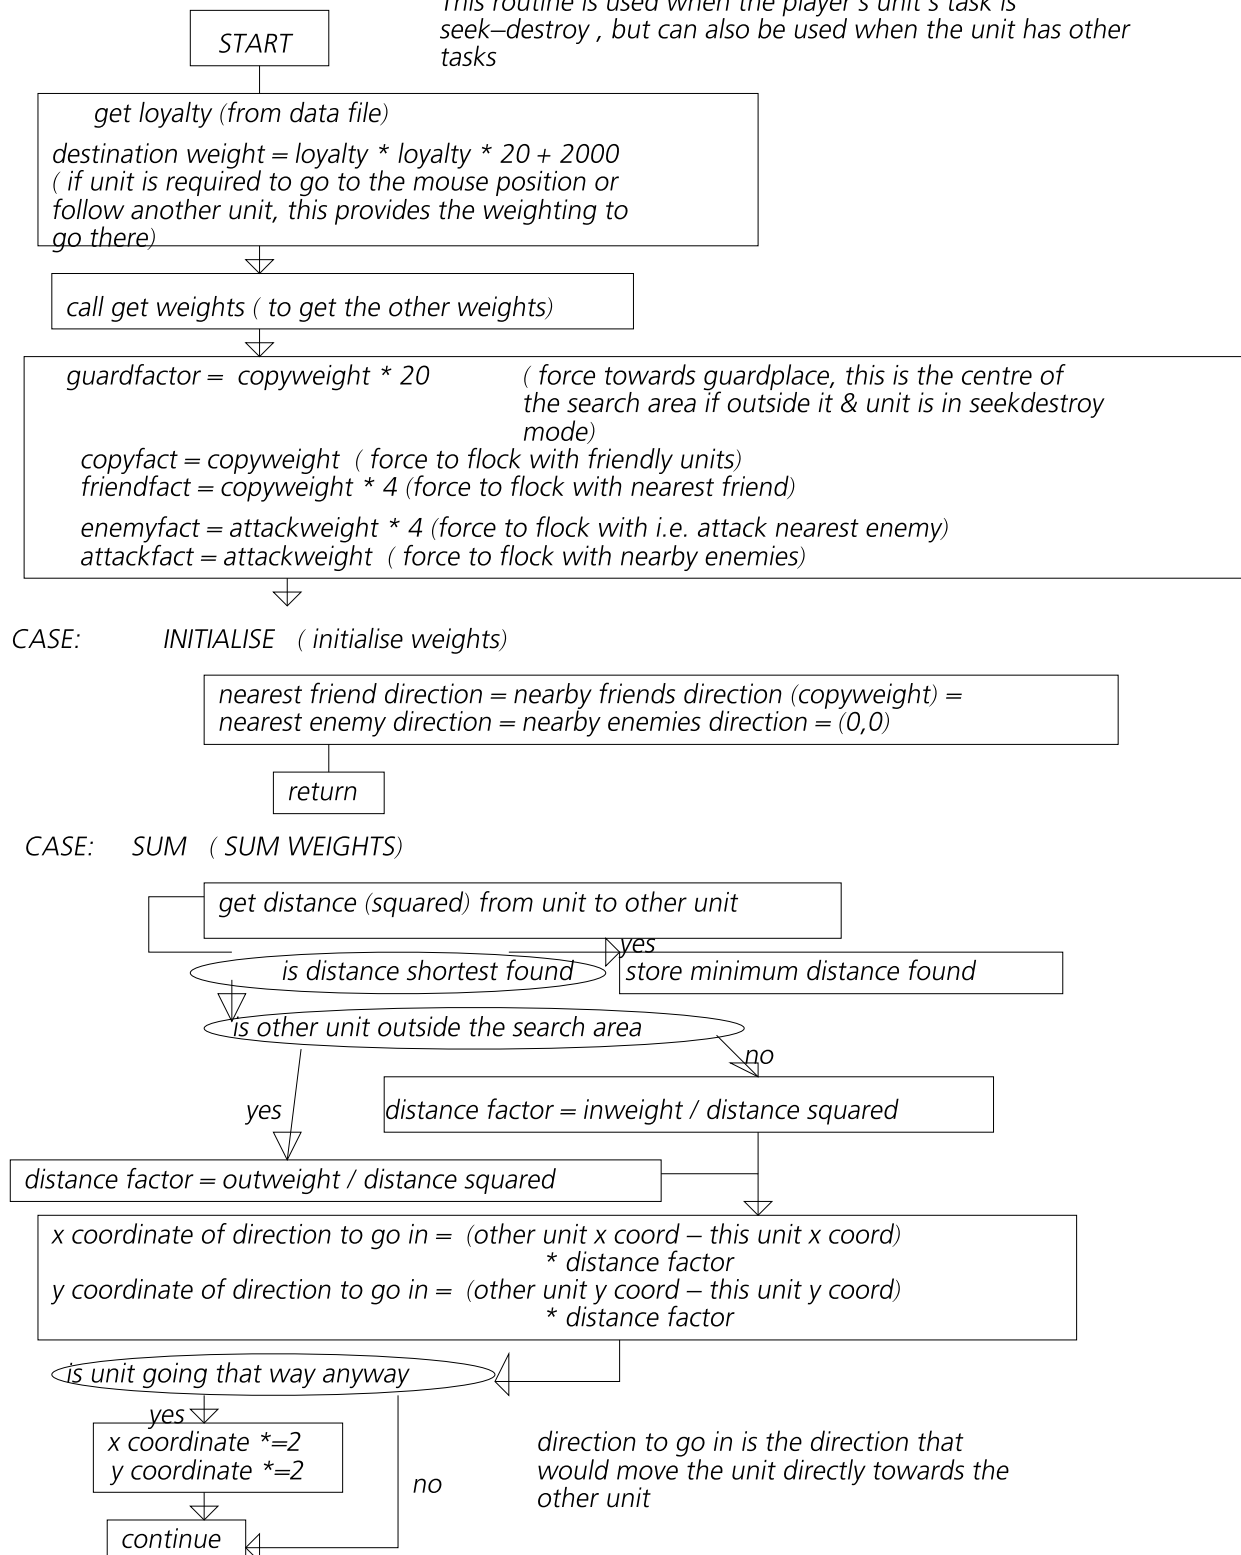 This routine is used when the player's unit's task is
seek–destroy , but can also be used when the unit has other
tasks
START
get loyalty (from data file)
destination weight = loyalty * loyalty * 20 + 2000
( if unit is required to go to the mouse position or
follow another unit, this provides the weighting to
go there)
call get weights ( to get the other weights)
guardfactor = copyweight * 20
( force towards guardplace, this is the centre of
the search area if outside it & unit is in seekdestroy
mode)
copyfact = copyweight ( force to flock with friendly units)
friendfact = copyweight * 4 (force to flock with nearest friend)
enemyfact = attackweight * 4 (force to flock with i.e. attack nearest enemy)
attackfact = attackweight ( force to flock with nearby enemies)
CASE: INITIALISE ( initialise weights)
nearest friend direction = nearby friends direction (copyweight) =
nearest enemy direction = nearby enemies direction = (0,0)
return
CASE: SUM ( SUM WEIGHTS)
get distance (squared) from unit to other unit
yes
is distance shortest found
store minimum distance found
is other unit outside the search area
no
yes
distance factor = inweight / distance squared
distance factor = outweight / distance squared
x coordinate of direction to go in = (other unit x coord – this unit x coord)
* distance factor
y coordinate of direction to go in = (other unit y coord – this unit y coord)
* distance factor
is unit going that way anyway
yes
x coordinate *=2
y coordinate *=2
no
direction to go in is the direction that
would move the unit directly towards the
other unit
continue